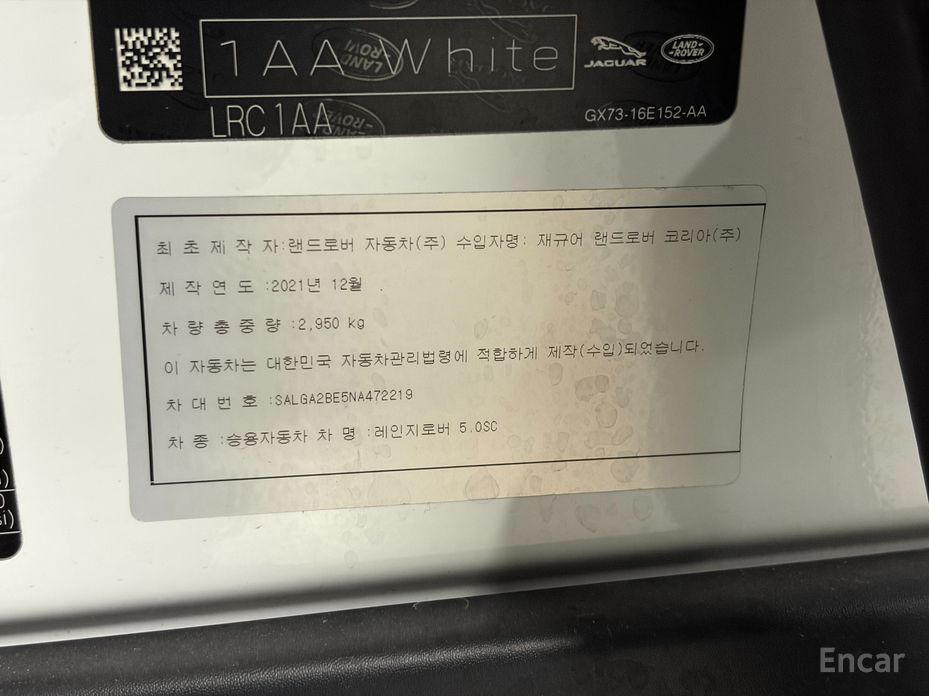 1AA White
JAGUAR
LAND-ROVER
LRC 1AA
GX73-16E152-AA
최 초 제 작 자:랜드로버 자동차(주) 수입자명: 재규어 랜드로버 코리아(주)
제 작 연 도 :2021년 12월 .
차 량 총 중 량 :2,950 kg
이 자동차는 대한민국 자동차관리법령에 적합하게 제작(수입)되었습니다.
차 대 번 호 :SALGA2BE5NA472219
차 종 :승용자동차 차 명 :레인지로버 5.0SC
Encar